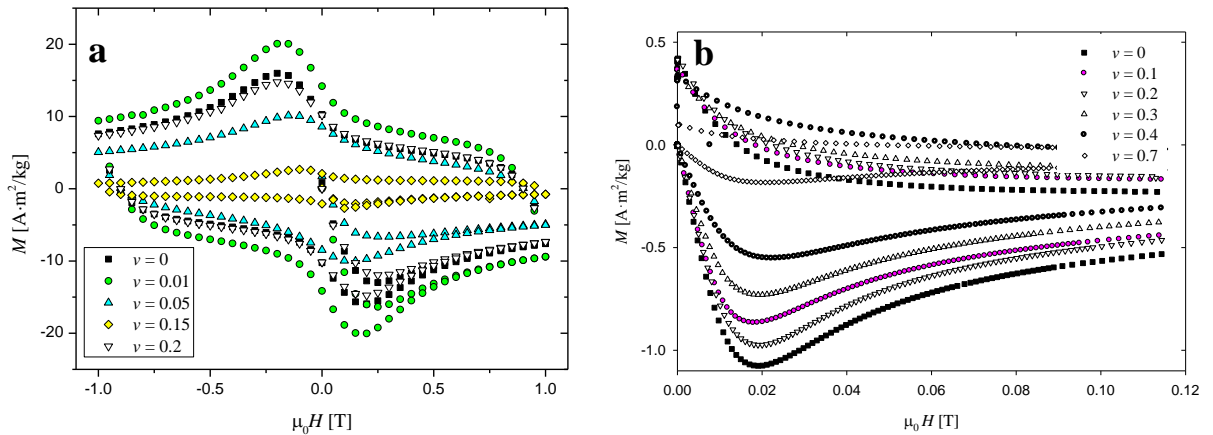 a
M [A·m²/kg]
20
10
0
-10
-20
-1.0 -0.5 0.0 0.5 1.0
μ₀H [T]
v = 0
v = 0.01
v = 0.05
v = 0.15
v = 0.2
b
M [A·m²/kg]
0.5
0.0
-0.5
-1.0
0.00 0.02 0.04 0.06 0.08 0.10 0.12
μ₀H [T]
v = 0
v = 0.1
v = 0.2
v = 0.3
v = 0.4
v = 0.7